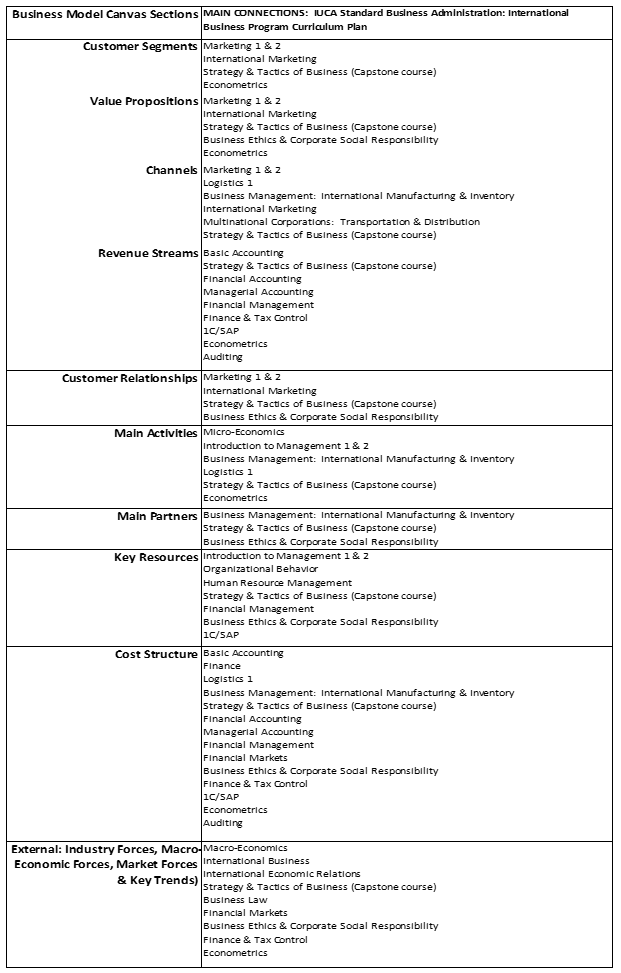 Business Model Canvas Sections
MAIN CONNECTIONS: IUCA Standard Business Administration: International
Business Program Curriculum Plan
Customer Segments
Marketing 1 & 2
International Marketing
Strategy & Tactics of Business (Capstone course)
Econometrics
Value Propositions
Marketing 1 & 2
International Marketing
Strategy & Tactics of Business (Capstone course)
Business Ethics & Corporate Social Responsibility
Econometrics
Channels
Marketing 1 & 2
Logistics 1
Business Management: International Manufacturing & Inventory
International Marketing
Multinational Corporations: Transportation & Distribution
Strategy & Tactics of Business (Capstone course)
Revenue Streams
Basic Accounting
Strategy & Tactics of Business (Capstone course)
Financial Accounting
Managerial Accounting
Financial Management
Finance & Tax Control
1C/SAP
Econometrics
Auditing
Customer Relationships
Marketing 1 & 2
International Marketing
Strategy & Tactics of Business (Capstone course)
Business Ethics & Corporate Social Responsibility
Main Activities
Micro-Economics
Introduction to Management 1 & 2
Business Management: International Manufacturing & Inventory
Logistics 1
Strategy & Tactics of Business (Capstone course)
Econometrics
Main Partners
Business Management: International Manufacturing & Inventory
Strategy & Tactics of Business (Capstone course)
Business Ethics & Corporate Social Responsibility
Key Resources
Introduction to Management 1 & 2
Organizational Behavior
Human Resource Management
Strategy & Tactics of Business (Capstone course)
Financial Management
Business Ethics & Corporate Social Responsibility
1C/SAP
Cost Structure
Basic Accounting
Finance
Logistics 1
Business Management: International Manufacturing & Inventory
Strategy & Tactics of Business (Capstone course)
Financial Accounting
Managerial Accounting
Financial Management
Financial Markets
Business Ethics & Corporate Social Responsibility
Finance & Tax Control
1C/SAP
Econometrics
Auditing
External: Industry Forces, Macro-
Economic Forces, Market Forces
& Key Trends)
Macro-Economics
International Business
International Economic Relations
Strategy & Tactics of Business (Capstone course)
Business Law
Financial Markets
Business Ethics & Corporate Social Responsibility
Finance & Tax Control
Econometrics